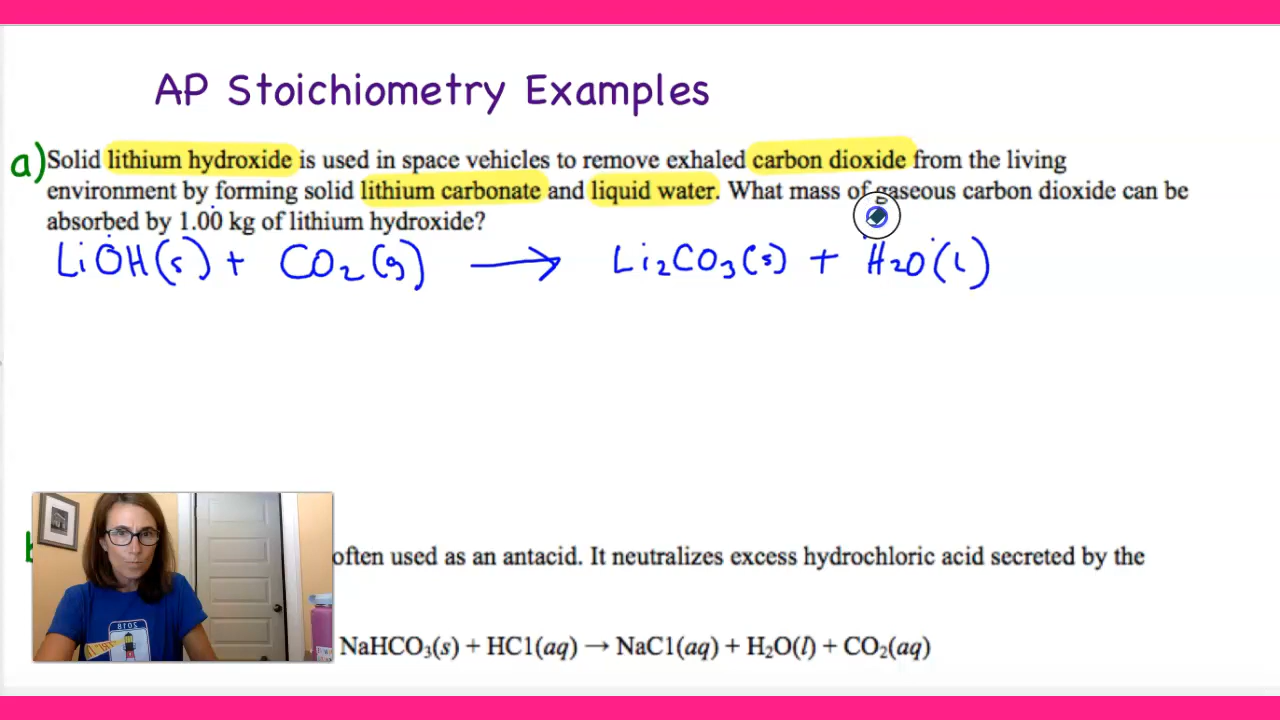 AP Stoichiometry Examples
a) Solid lithium hydroxide is used in space vehicles to remove exhaled carbon dioxide from the living
environment by forming solid lithium carbonate and liquid water. What mass of gaseous carbon dioxide can be
absorbed by 1.00 kg of lithium hydroxide?
LiOH(s) + CO₂(g) → Li₂CO₃(s) + H₂O(l)
often used as an antacid. It neutralizes excess hydrochloric acid secreted by the
2018
NaHCO₃(s) + HC1(aq) → NaC1(aq) + H₂O(l) + CO₂(aq)